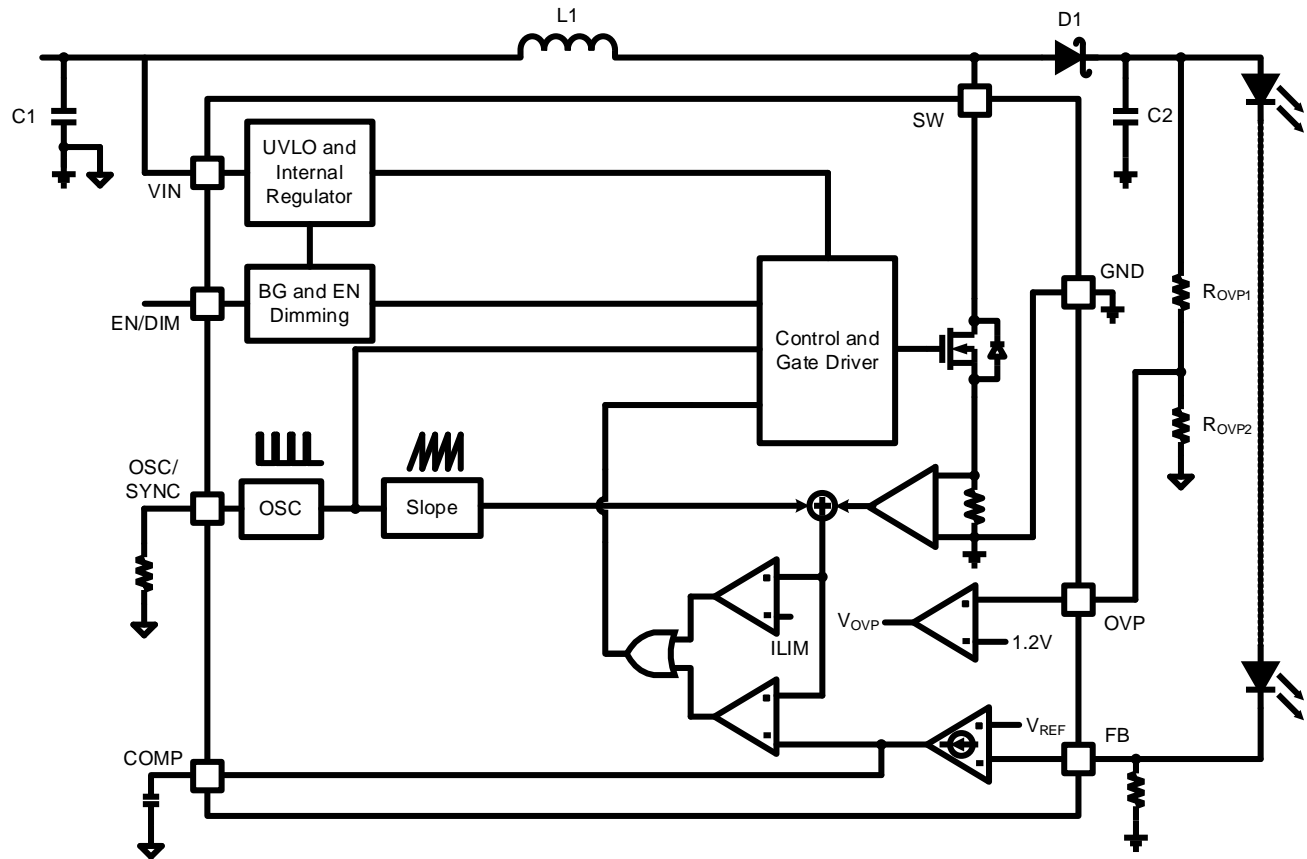 L1
D1
C1
SW
C2
UVLO and
Internal
Regulator
VIN
GND
BG and EN
Dimming
EN/DIM
Control and
Gate Driver
ROVP1
ROVP2
OSC/
SYNC
OSC
Slope
VOVP
OVP
1.2V
ILIM
VREF
FB
COMP